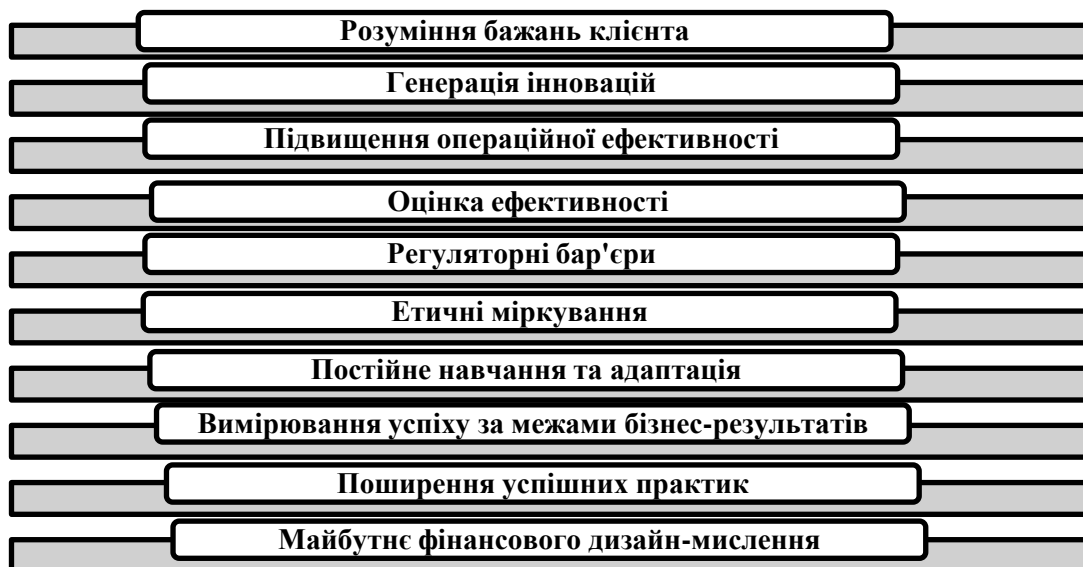 Розуміння бажань клієнта
Генерація інновацій
Підвищення операційної ефективності
Оцінка ефективності
Регуляторні бар'єри
Етичні міркування
Постійне навчання та адаптація
Вимірювання успіху за межами бізнес-результатів
Поширення успішних практик
Майбутнє фінансового дизайн-мислення